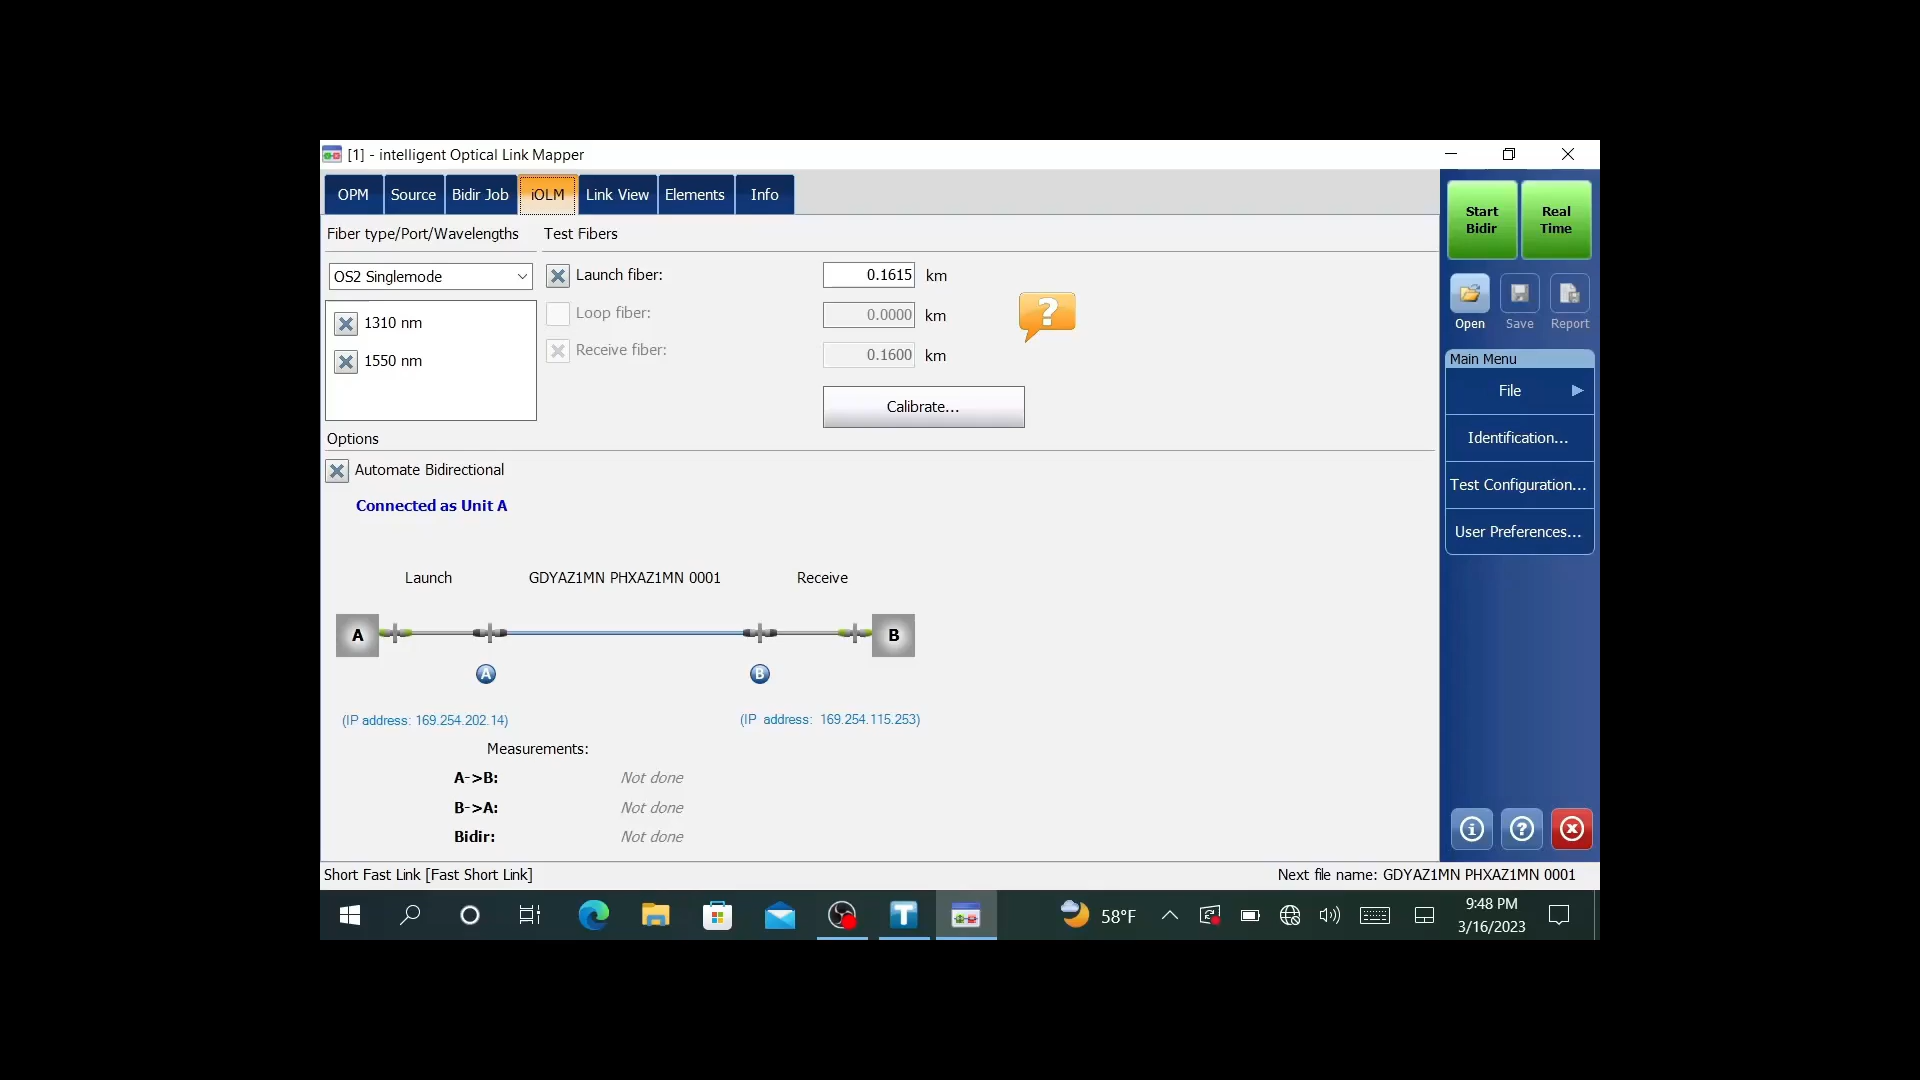 [1] - intelligent Optical Link Mapper
OPM
Source
Bidir Job
iOLM
Link View
Elements
Info
Start
Bidir
Real
Time
Fiber type/Port/Wavelengths
Test Fibers
OS2 Singlemode
Launch fiber:
0.1615
km
Loop fiber:
0.0000
km
Receive fiber:
0.1600
km
1310 nm
1550 nm
?
Calibrate...
Open
Save
Report
Main Menu
File
Identification...
Test Configuration...
User Preferences...
Options
Automate Bidirectional
Connected as Unit A
Launch
GDYAZ1MN PHXAZ1MN 0001
Receive
A
B
A
B
(IP address: 169.254.202.14)
(IP address: 169.254.115.253)
Measurements:
A->B:
Not done
B->A:
Not done
Bidir:
Not done
Short Fast Link [Fast Short Link]
Next file name: GDYAZ1MN PHXAZ1MN 0001
58°F
9:48 PM
3/16/2023